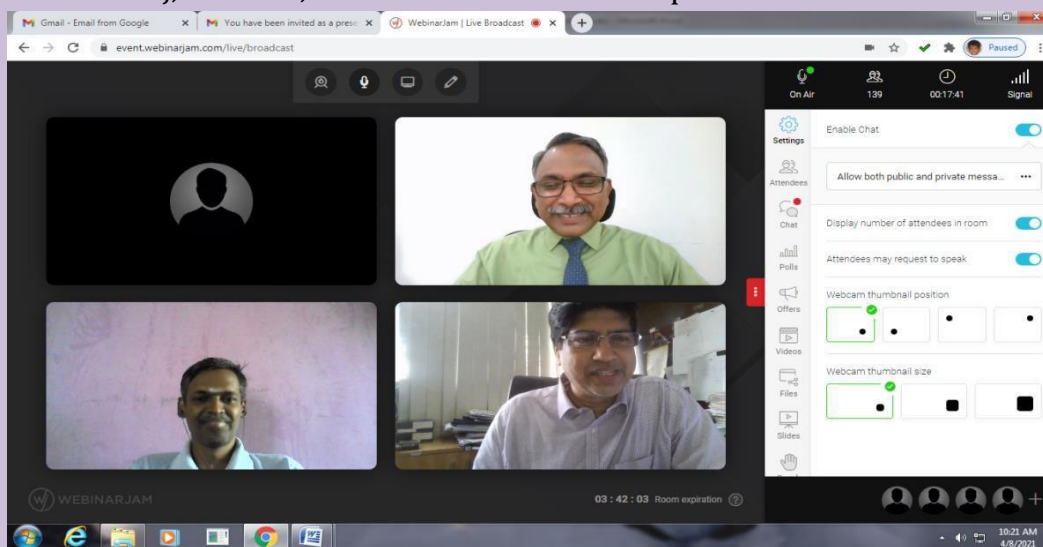 Gmail - Email from Google
You have been invited as a prese
WebinarJam | Live Broadcast
event.webinarjam.com/live/broadcast
Paused
On Air
139
00:17:41
Signal
Settings
Enable Chat
Attendees
Allow both public and private messa...
Chat
Display number of attendees in room
Polls
Attendees may request to speak
Offers
Webcam thumbnail position
Videos
Files
Webcam thumbnail size
Slides
WEBINARJAM
03 : 42 : 03 Room expiration
10:21 AM
4/8/2021